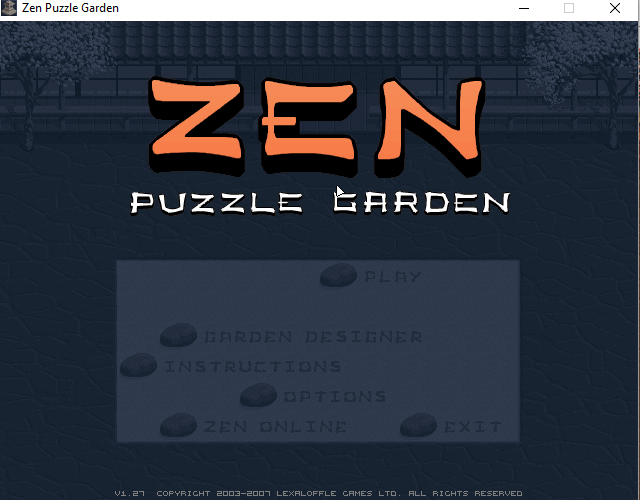 Zen Puzzle Garden
ZEN
PUZZLE GARDEN
PLAY
GARDEN DESIGNER
INSTRUCTIONS
OPTIONS
ZEN ONLINE EXIT
V1.27 COPYRIGHT 2003-2007 LEXALOFFLE GAMES LTD. ALL RIGHTS RESERVED